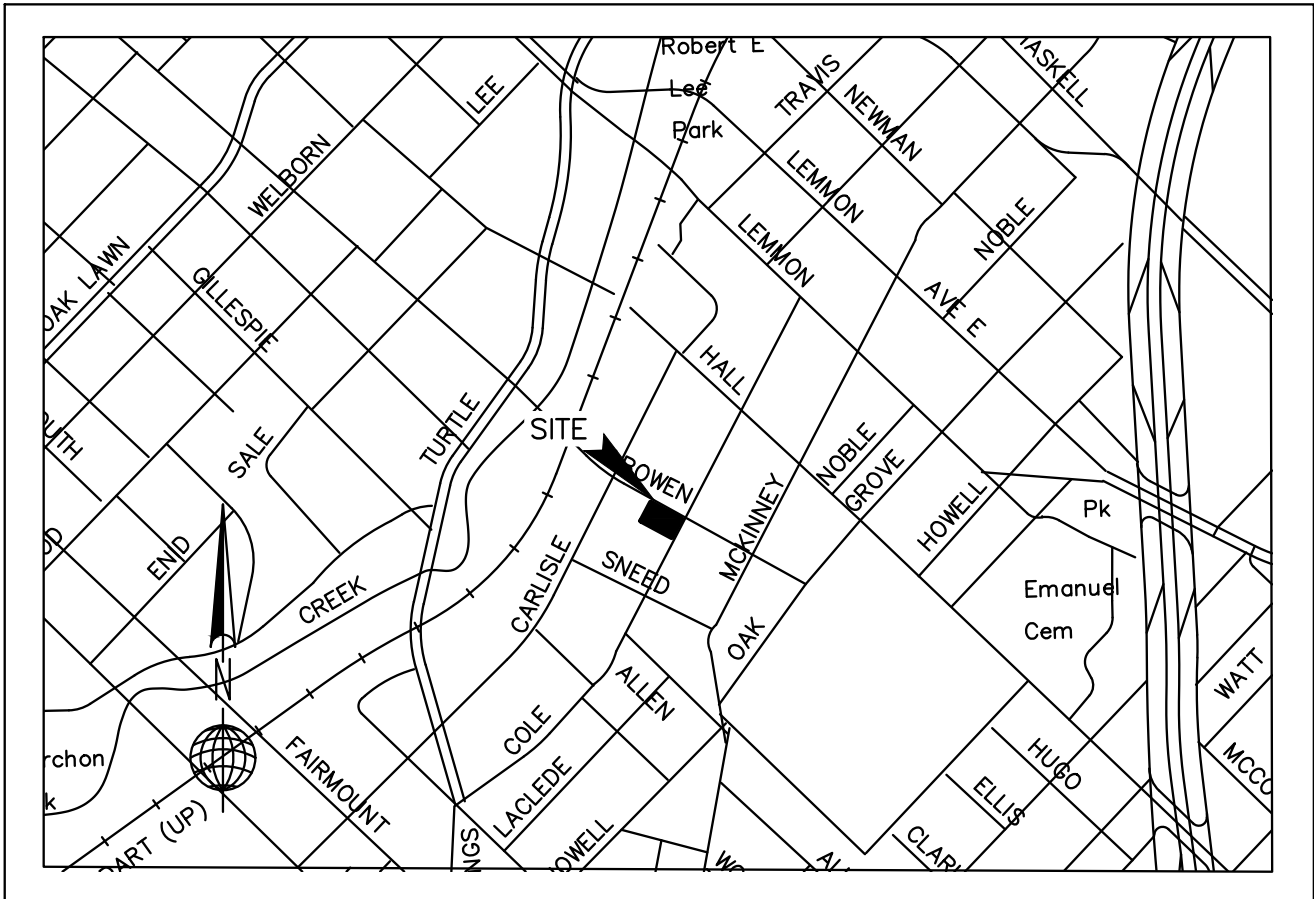 Robert E
Lee
Park
TRAVIS
NEWMAN
LEE
WELBORN
LEMMON
LEMMON
AVE E
NOBLE
OAK LAWN
GILLESPIE
HALL
TURTLE
SALE
SITE
BOWEN
NOBLE
GROVE
MCKINNEY
HOWELL
Pk
ENID
CREEK
CARLISLE
SNEED
OAK
Emanuel
Cem
WATT
N
ALLEN
COLE
LACLEDE
FAIRMOUNT
HUGO
ELLIS
DART (UP)